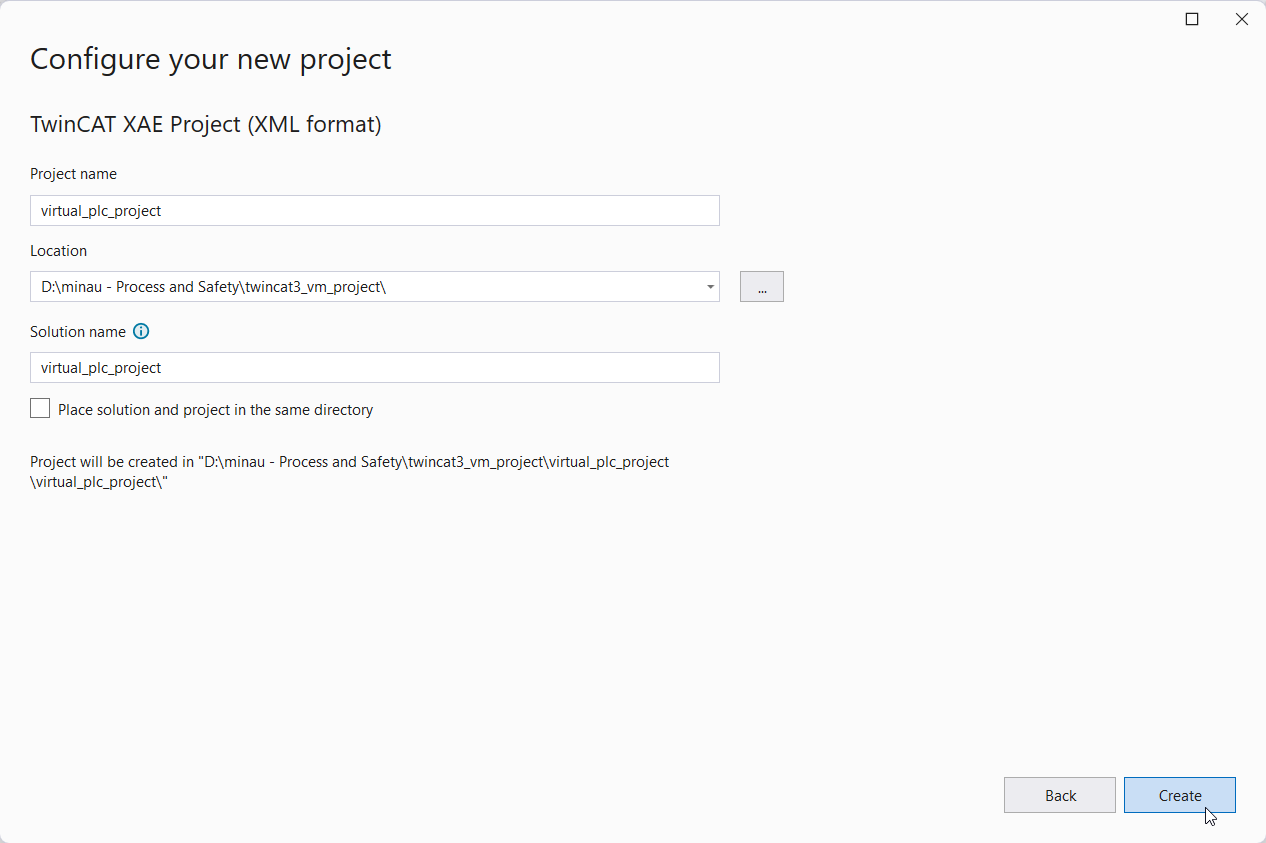 Configure your new project
TwinCAT XAE Project (XML format)
Project name
virtual_plc_project
Location
D:\minau - Process and Safety\twincat3_vm_project\
...
Solution name
virtual_plc_project
Place solution and project in the same directory
Project will be created in "D:\minau - Process and Safety\twincat3_vm_project\virtual_plc_project
\virtual_plc_project\"
Back
Create